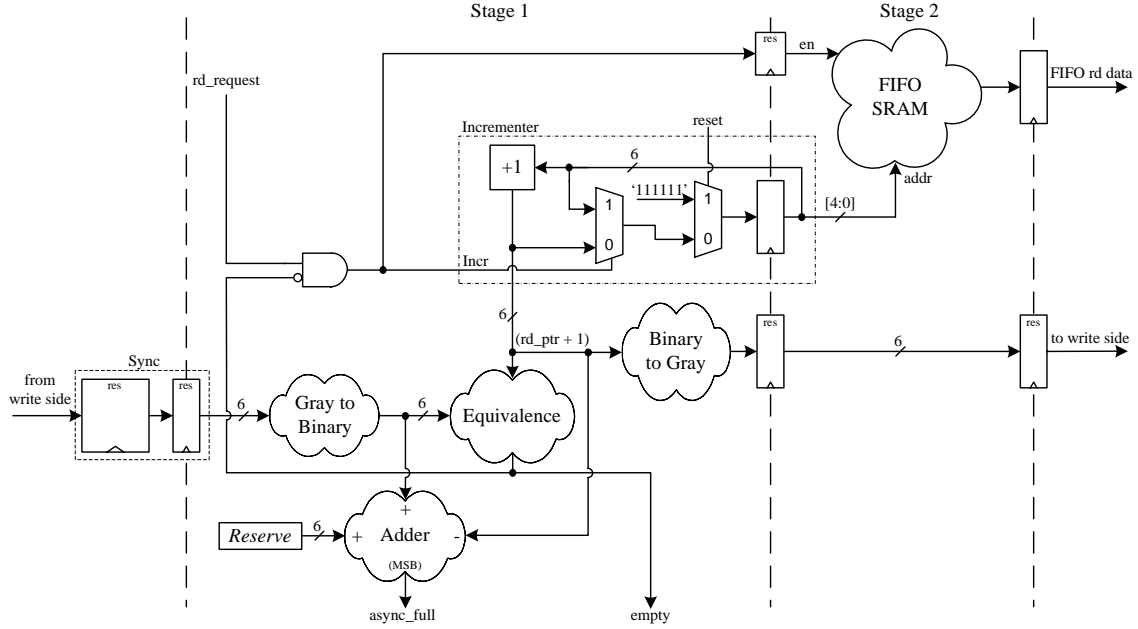 Stage 1
Stage 2
res
en
rd_request
FIFO
SRAM
FIFO rd data
reset
Incrementer
6
+1
'111111'
1
1
addr
[4:0]
0
0
Incr
6
(rd_ptr + 1)
Binary
to Gray
res
6
res
to write side
Sync
from
write side
res
res
6
Gray to
Binary
6
Equivalence
+
Reserve
6
+
Adder
-
(MSB)
async_full
empty